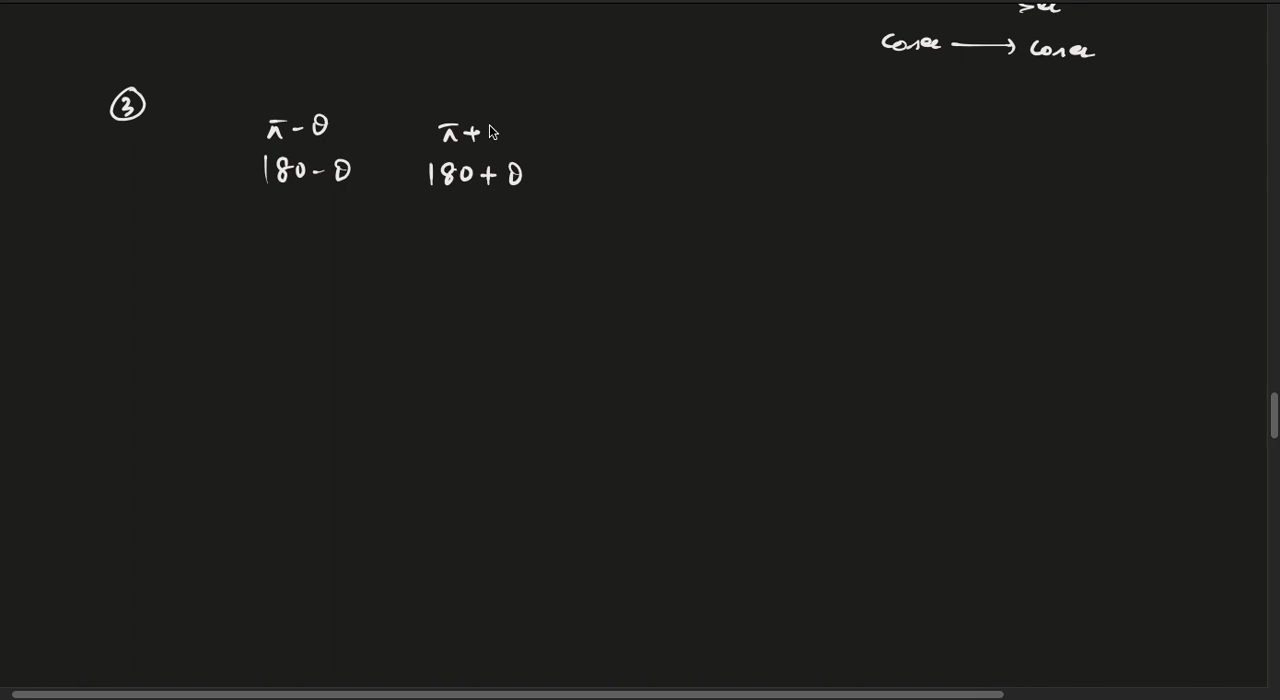 cosec → cosec
③
π - θ π +
180 - θ 180 + θ